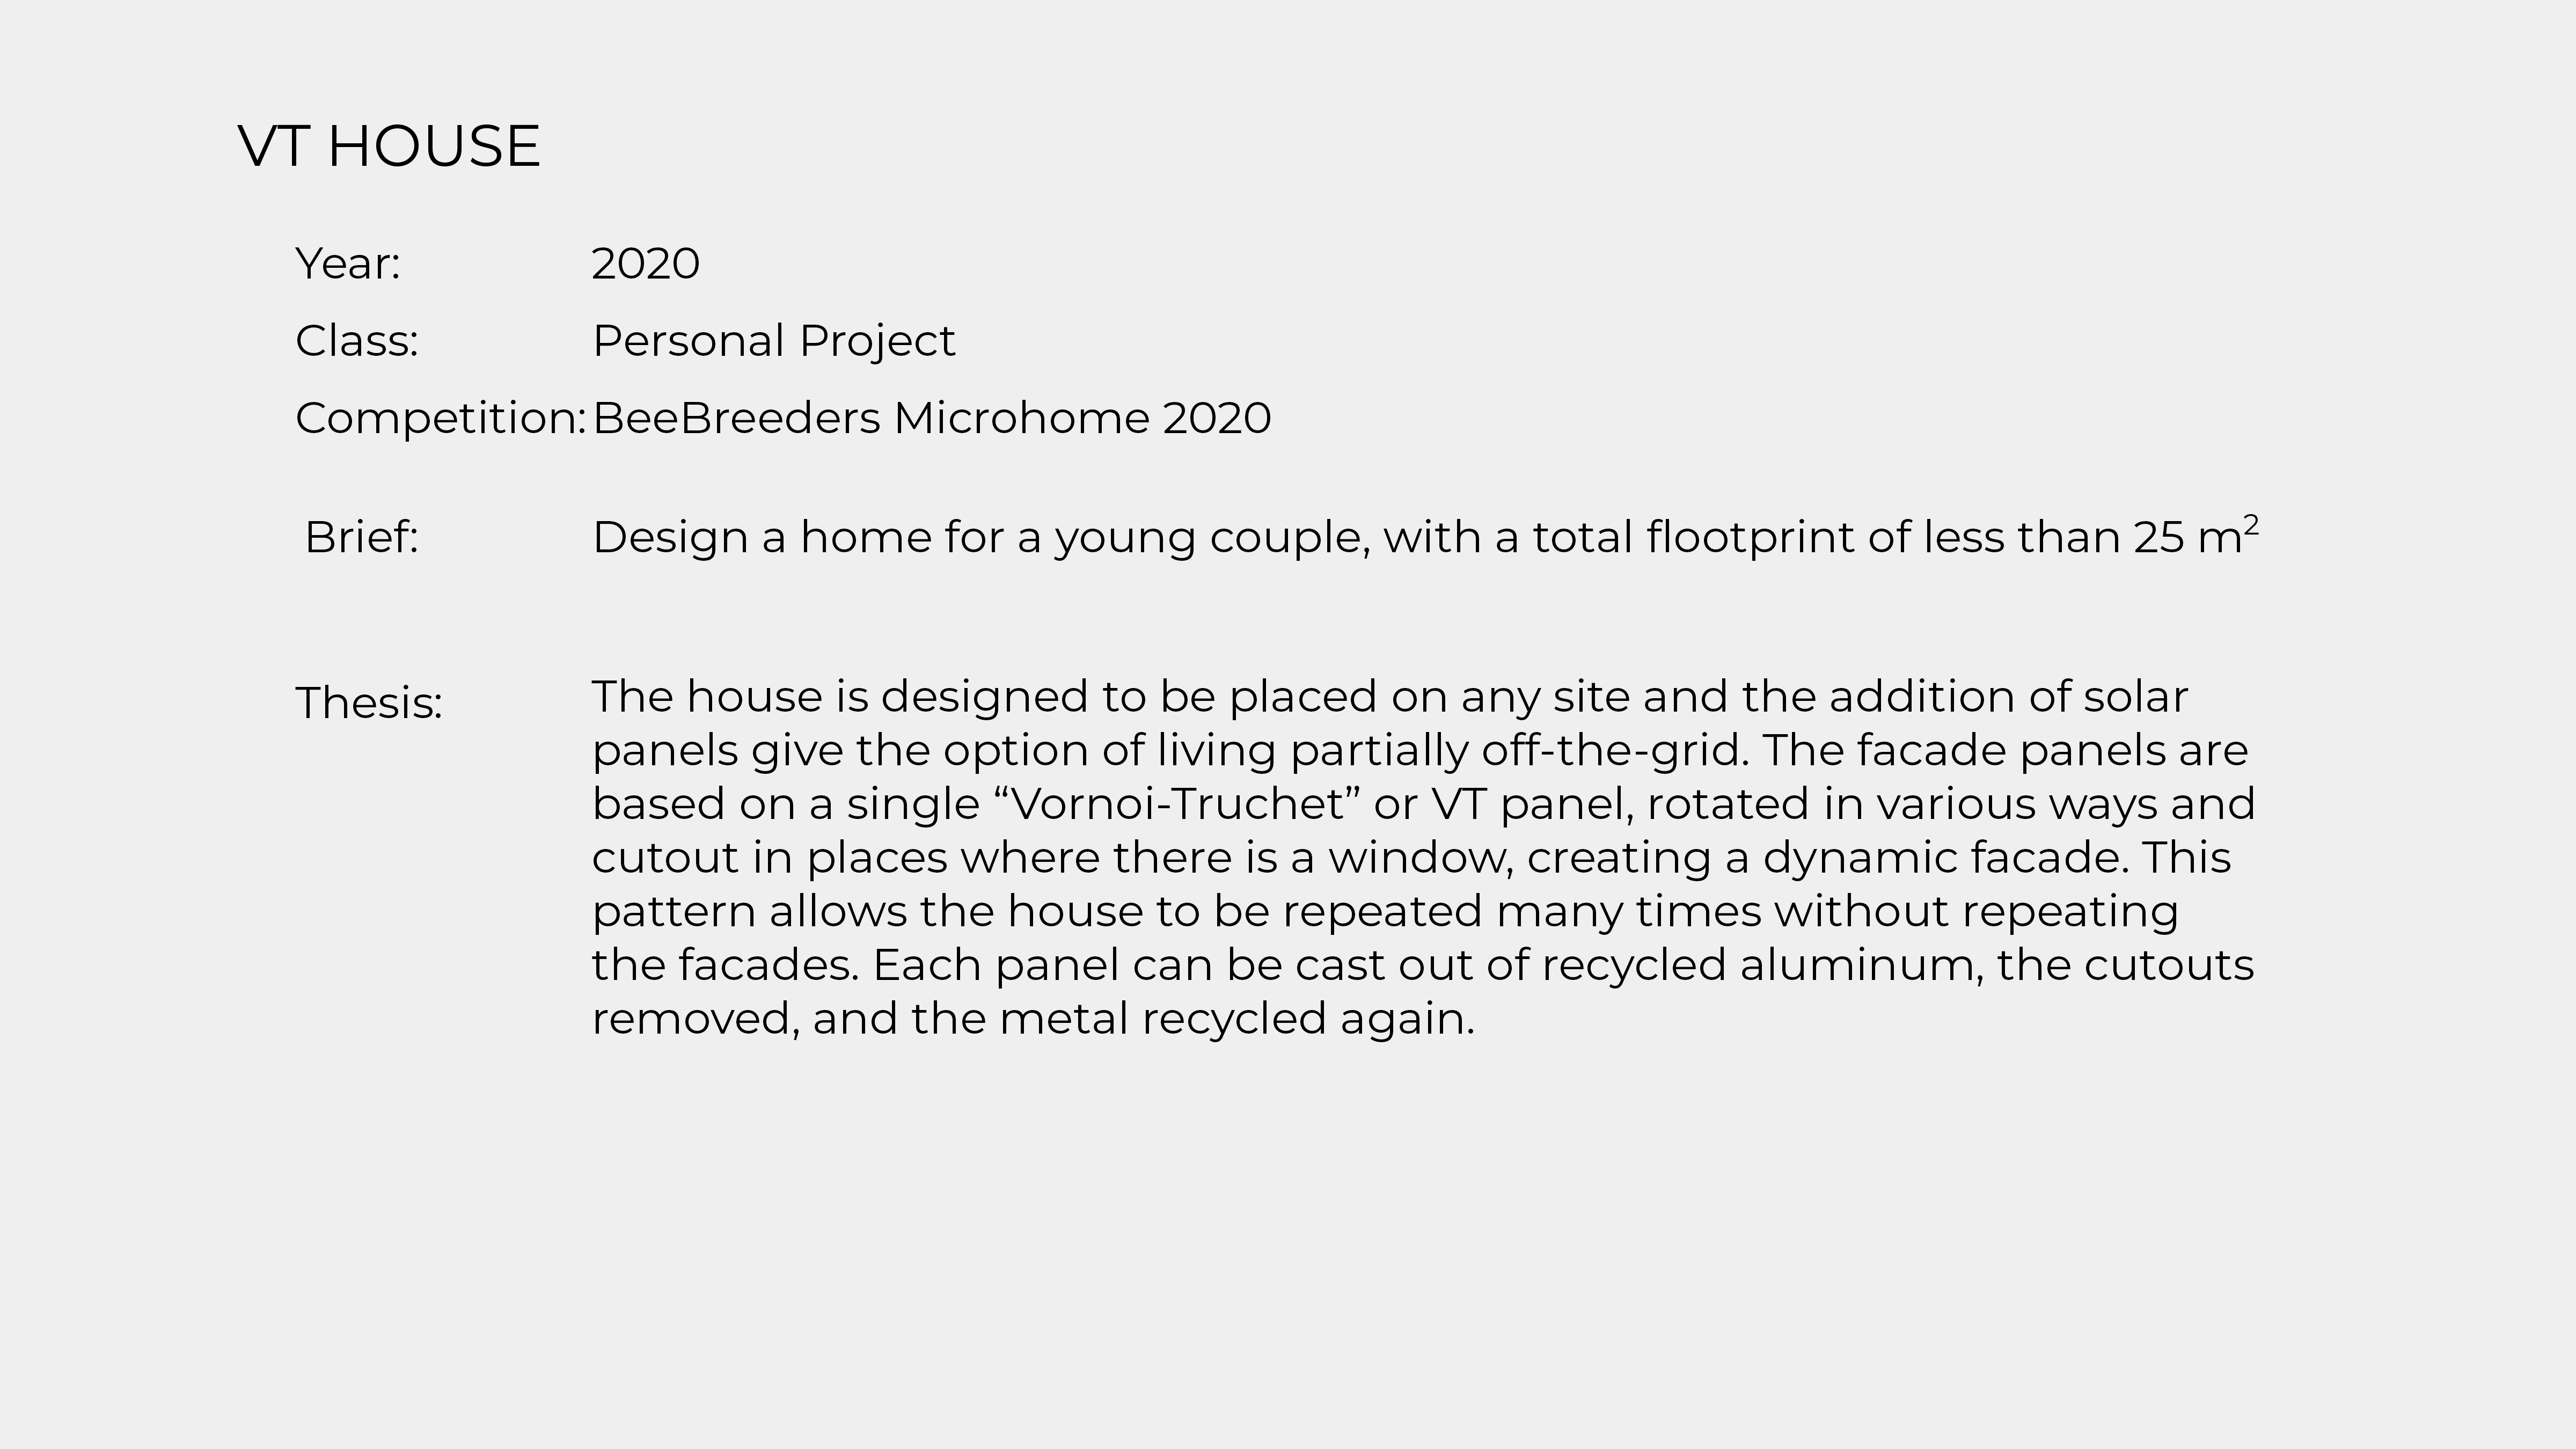 VT HOUSE
Year: 2020
Class: Personal Project
Competition: BeeBreeders Microhome 2020
Brief: Design a home for a young couple, with a total flootprint of less than 25 m²
Thesis: The house is designed to be placed on any site and the addition of solar
panels give the option of living partially off-the-grid. The facade panels are
based on a single “Vornoi-Truchet” or VT panel, rotated in various ways and
cutout in places where there is a window, creating a dynamic facade. This
pattern allows the house to be repeated many times without repeating
the facades. Each panel can be cast out of recycled aluminum, the cutouts
removed, and the metal recycled again.